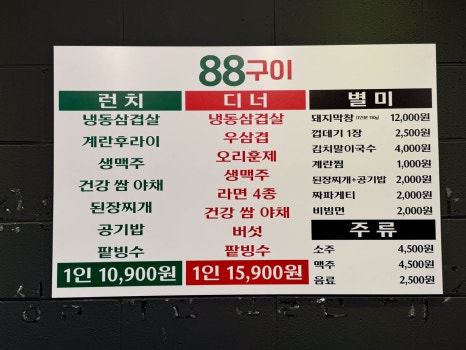 88구이
런치
냉동삼겹살
계란후라이
생맥주
건강 쌈 야채
된장찌개
공기밥
팥빙수
1인 10,900원
디너
냉동삼겹살
우삼겹
오리훈제
생맥주
라면 4종
건강 쌈 야채
버섯
팥빙수
1인 15,900원
별미
돼지막창 12,000원
껍데기 1장 2,500원
김치말이국수 4,000원
계란찜 1,000원
된장찌개+공기밥 2,000원
짜파게티 2,000원
비빔면 2,000원
주류
소주 4,500원
맥주 4,500원
음료 2,500원